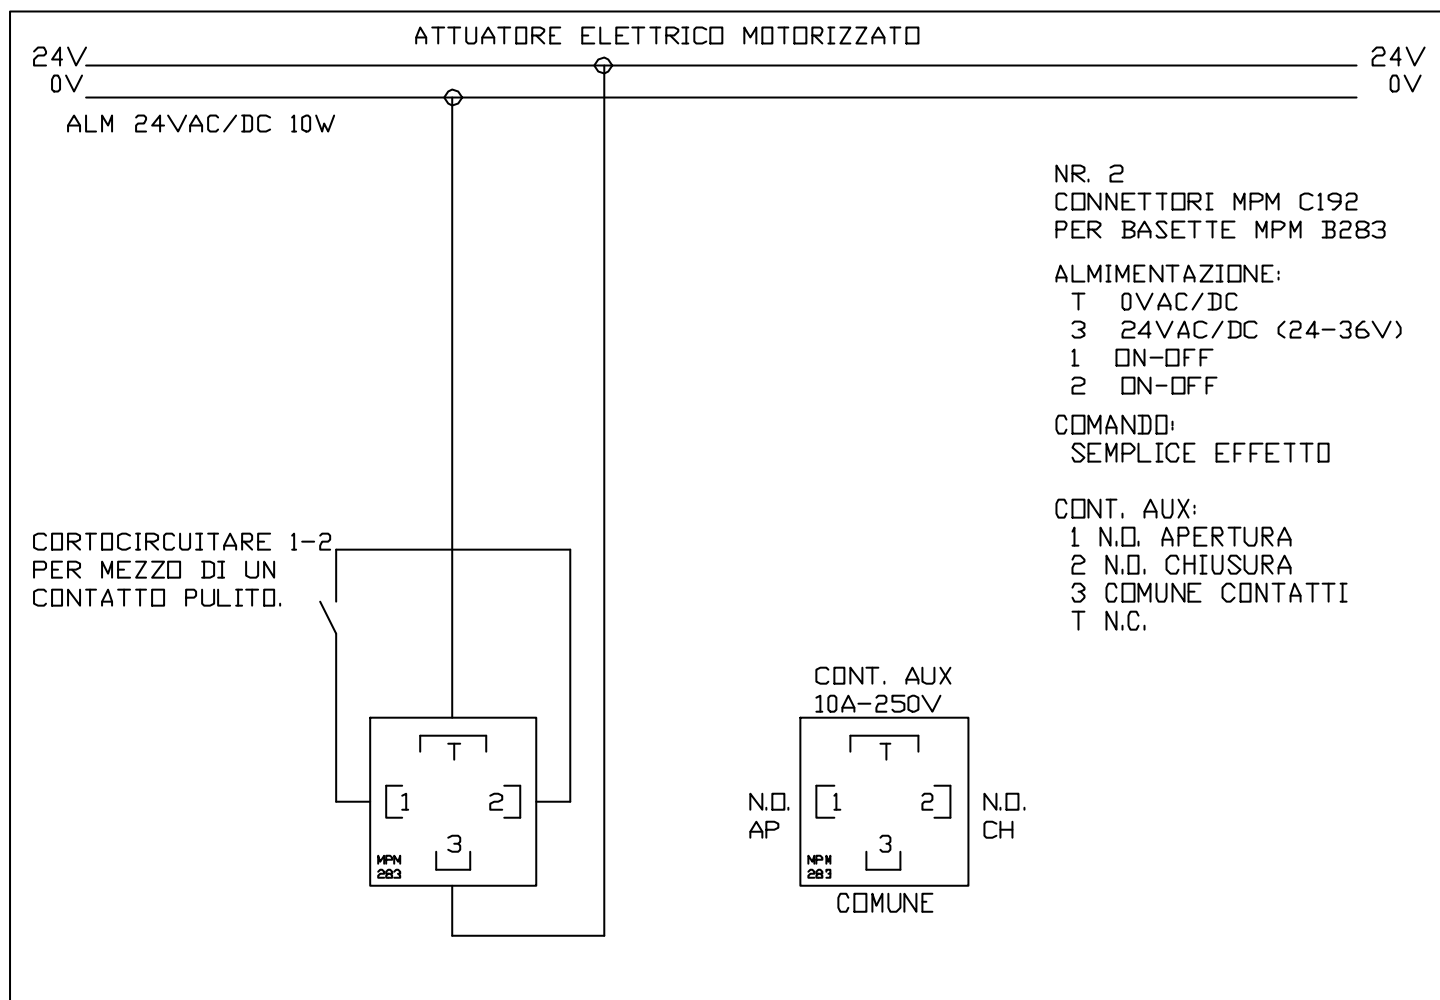 ATTUATORE ELETTRICO MOTORIZZATO
24V
0V
24V
0V
ALM 24VAC/DC 10W
NR. 2
CONNETTORI MPM C192
PER BASETTE MPM B283
ALMIMENTAZIONE:
T 0VAC/DC
3 24VAC/DC (24-36V)
1 ON-OFF
2 ON-OFF
COMANDO:
SEMPLICE EFFETTO
CONT. AUX:
1 N.O. APERTURA
2 N.O. CHIUSURA
3 COMUNE CONTATTI
T N.C.
CORTOCIRCUITARE 1-2
PER MEZZO DI UN
CONTATTO PULITO.
T
1 2
3
MPM
283
CONT. AUX
10A-250V
T
N.O.
AP
1 2
N.O.
CH
3
MPM
283
COMUNE